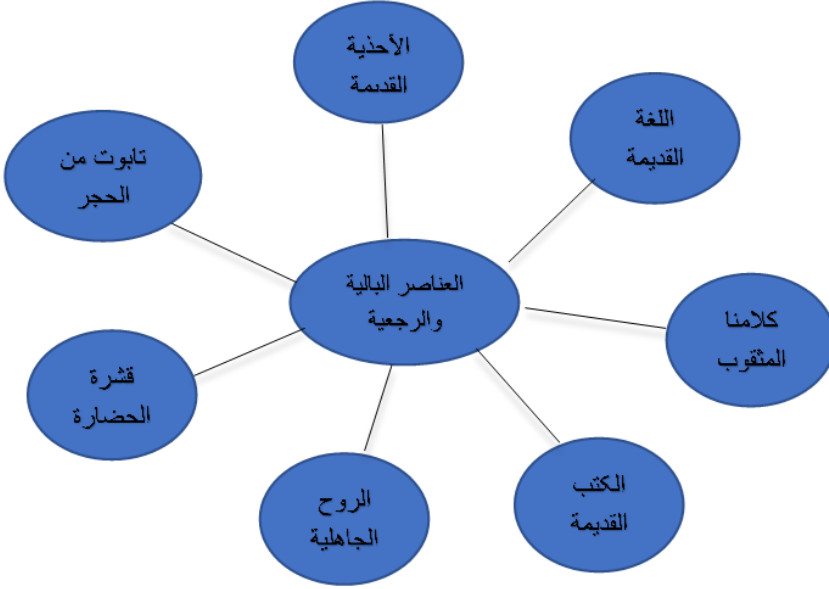 الأحذية
القديمة
اللغة
القديمة
تابوت من
الحجر
العناصر البالية
والرجعية
كلامنا
المثقوب
قشرة
الحضارة
الروح
الجاهلية
الكتب
القديمة